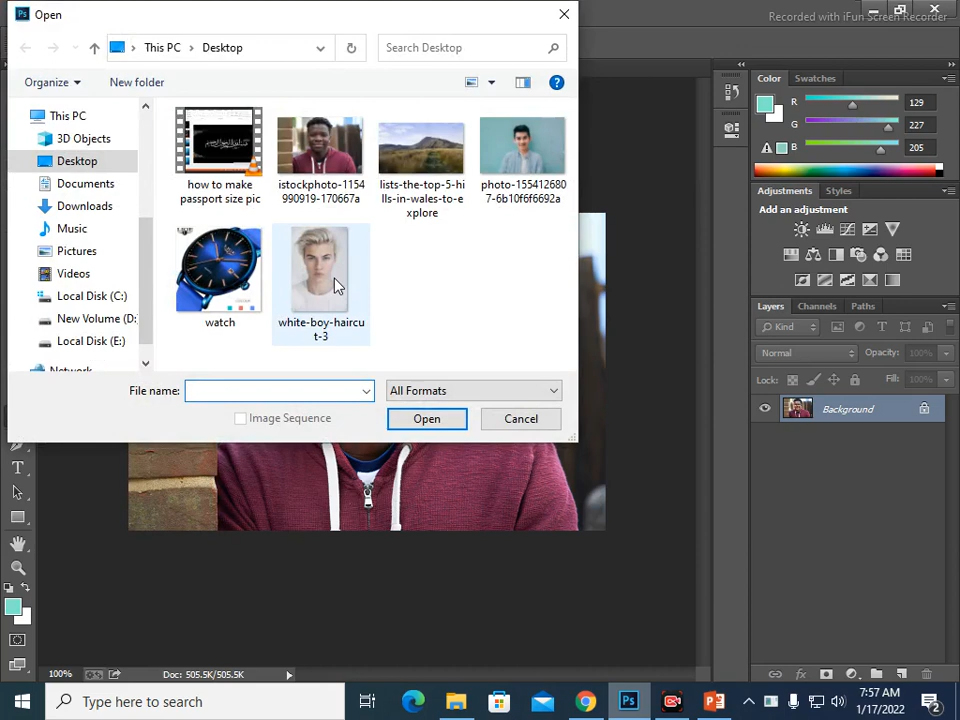 Open
Recorded with iFun Screen Recorder
This PC
Desktop
Search Desktop
Organize
New folder
This PC
3D Objects
Desktop
Documents
Downloads
Music
Pictures
Videos
Local Disk (C:)
New Volume (D:
Local Disk (E:)
how to make
passport size pic
istockphoto-1154
990919-170667a
lists-the-top-5-hi
lls-in-wales-to-e
xplore
photo-155412680
7-6b10f6f6692a
watch
white-boy-haircu
t-3
File name:
All Formats
Image Sequence
Open
Cancel
Color
Swatches
R
129
G
227
B
205
Adjustments
Styles
Add an adjustment
Layers
Channels
Paths
Kind
Normal
Opacity:
100%
Lock:
Fill:
100%
Background
100%
Doc: 505.5K/505.5K
Type here to search
7:57 AM
1/17/2022
2